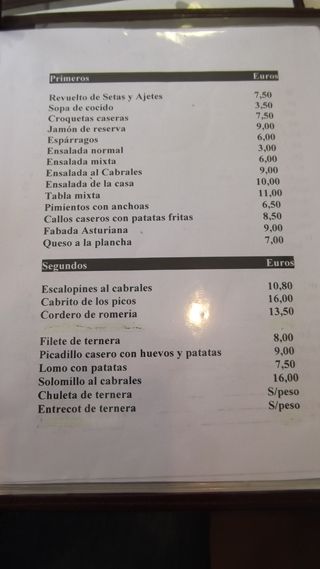 Primeros Euros
Revuelto de Setas y Ajetes 7,50
Sopa de cocido 3,50
Croquetas caseras 7,50
Jamón de reserva 9,00
Espárragos 6,00
Ensalada normal 3,00
Ensalada mixta 6,00
Ensalada al Cabrales 9,00
Ensalada de la casa 10,00
Tabla mixta 11,00
Pimientos con anchoas 6,50
Callos caseros con patatas fritas 8,50
Fabada Asturiana 9,00
Queso a la plancha 7,00
Segundos Euros
Escalopines al cabrales 10,80
Cabrito de los picos 16,00
Cordero de romeria 13,50
Filete de ternera 8,00
Picadillo casero con huevos y patatas 9,00
Lomo con patatas 7,50
Solomillo al cabrales 16,00
Chuleta de ternera S/peso
Entrecot de ternera S/peso